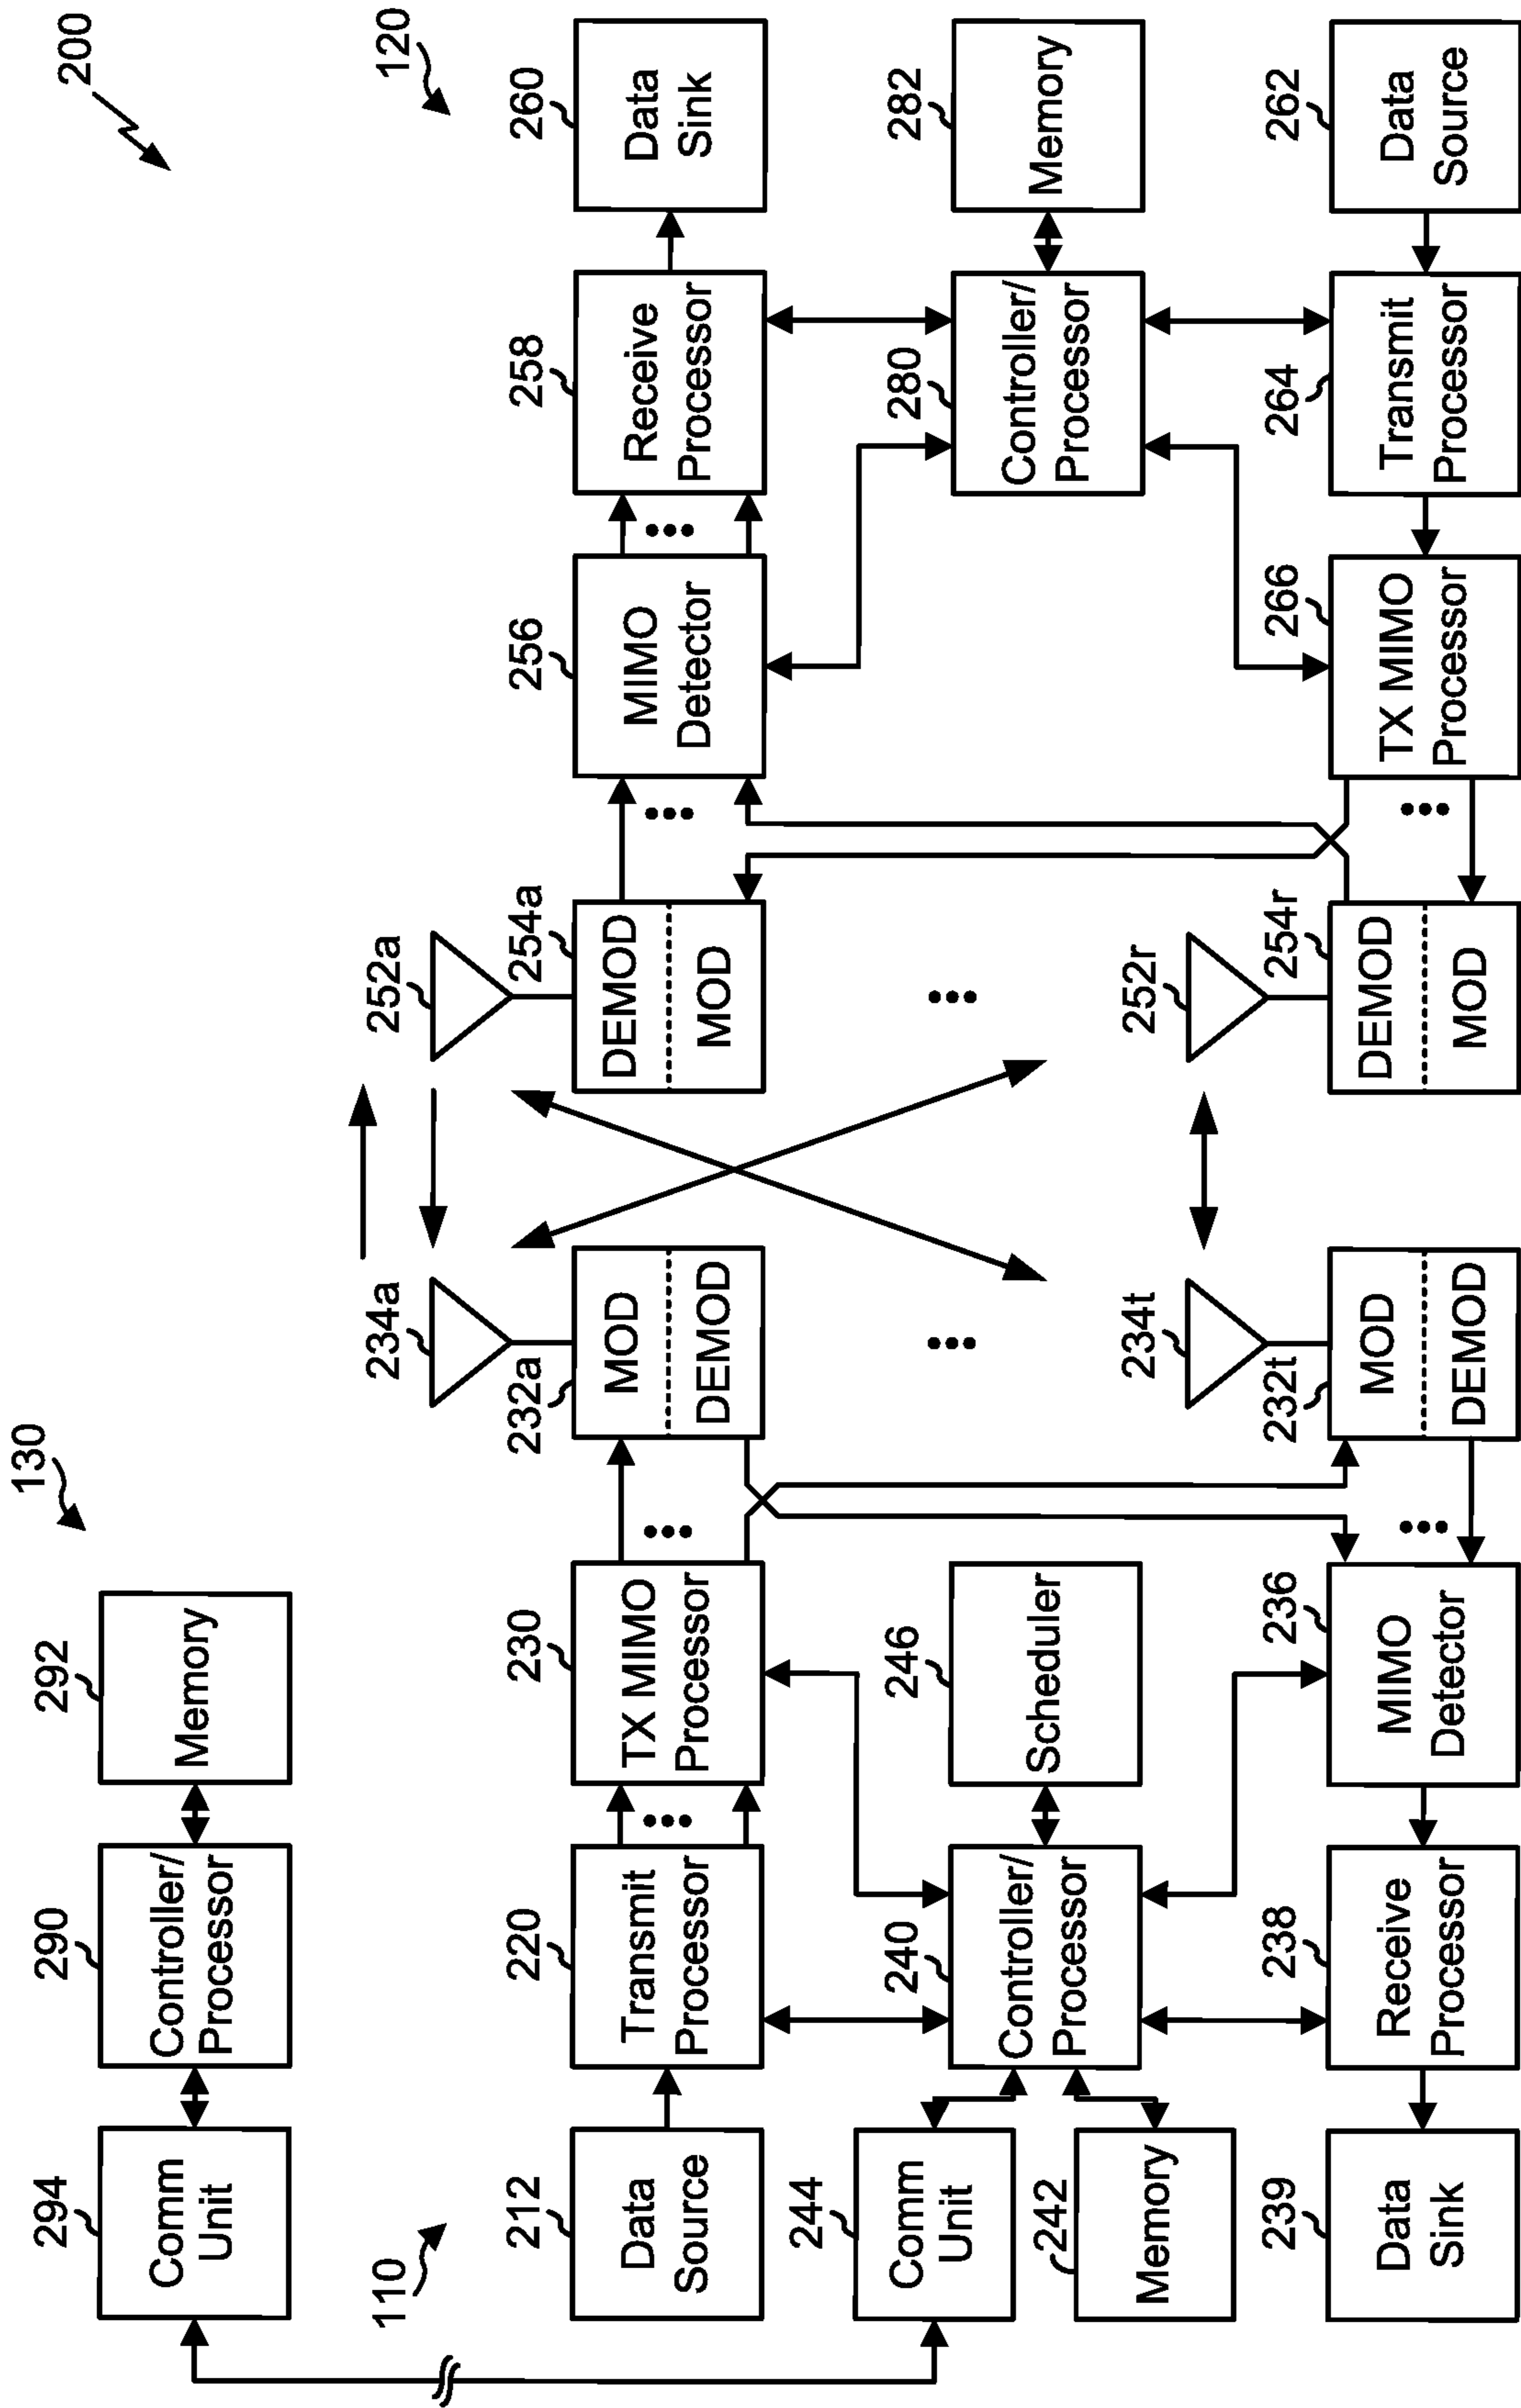 200
130
294
Comm
Unit
290
Controller/
Processor
292
Memory
110
120
212
Data
Source
220
Transmit
Processor
230
TX MIMO
Processor
232a
MOD
DEMOD
234a
252a
254a
DEMOD
MOD
256
MIMO
Detector
258
Receive
Processor
260
Data
Sink
244
Comm
Unit
242
Memory
240
Controller/
Processor
246
Scheduler
280
Controller/
Processor
282
Memory
239
Data
Sink
238
Receive
Processor
236
MIMO
Detector
232t
MOD
DEMOD
234t
252r
254r
DEMOD
MOD
266
TX MIMO
Processor
264
Transmit
Processor
262
Data
Source